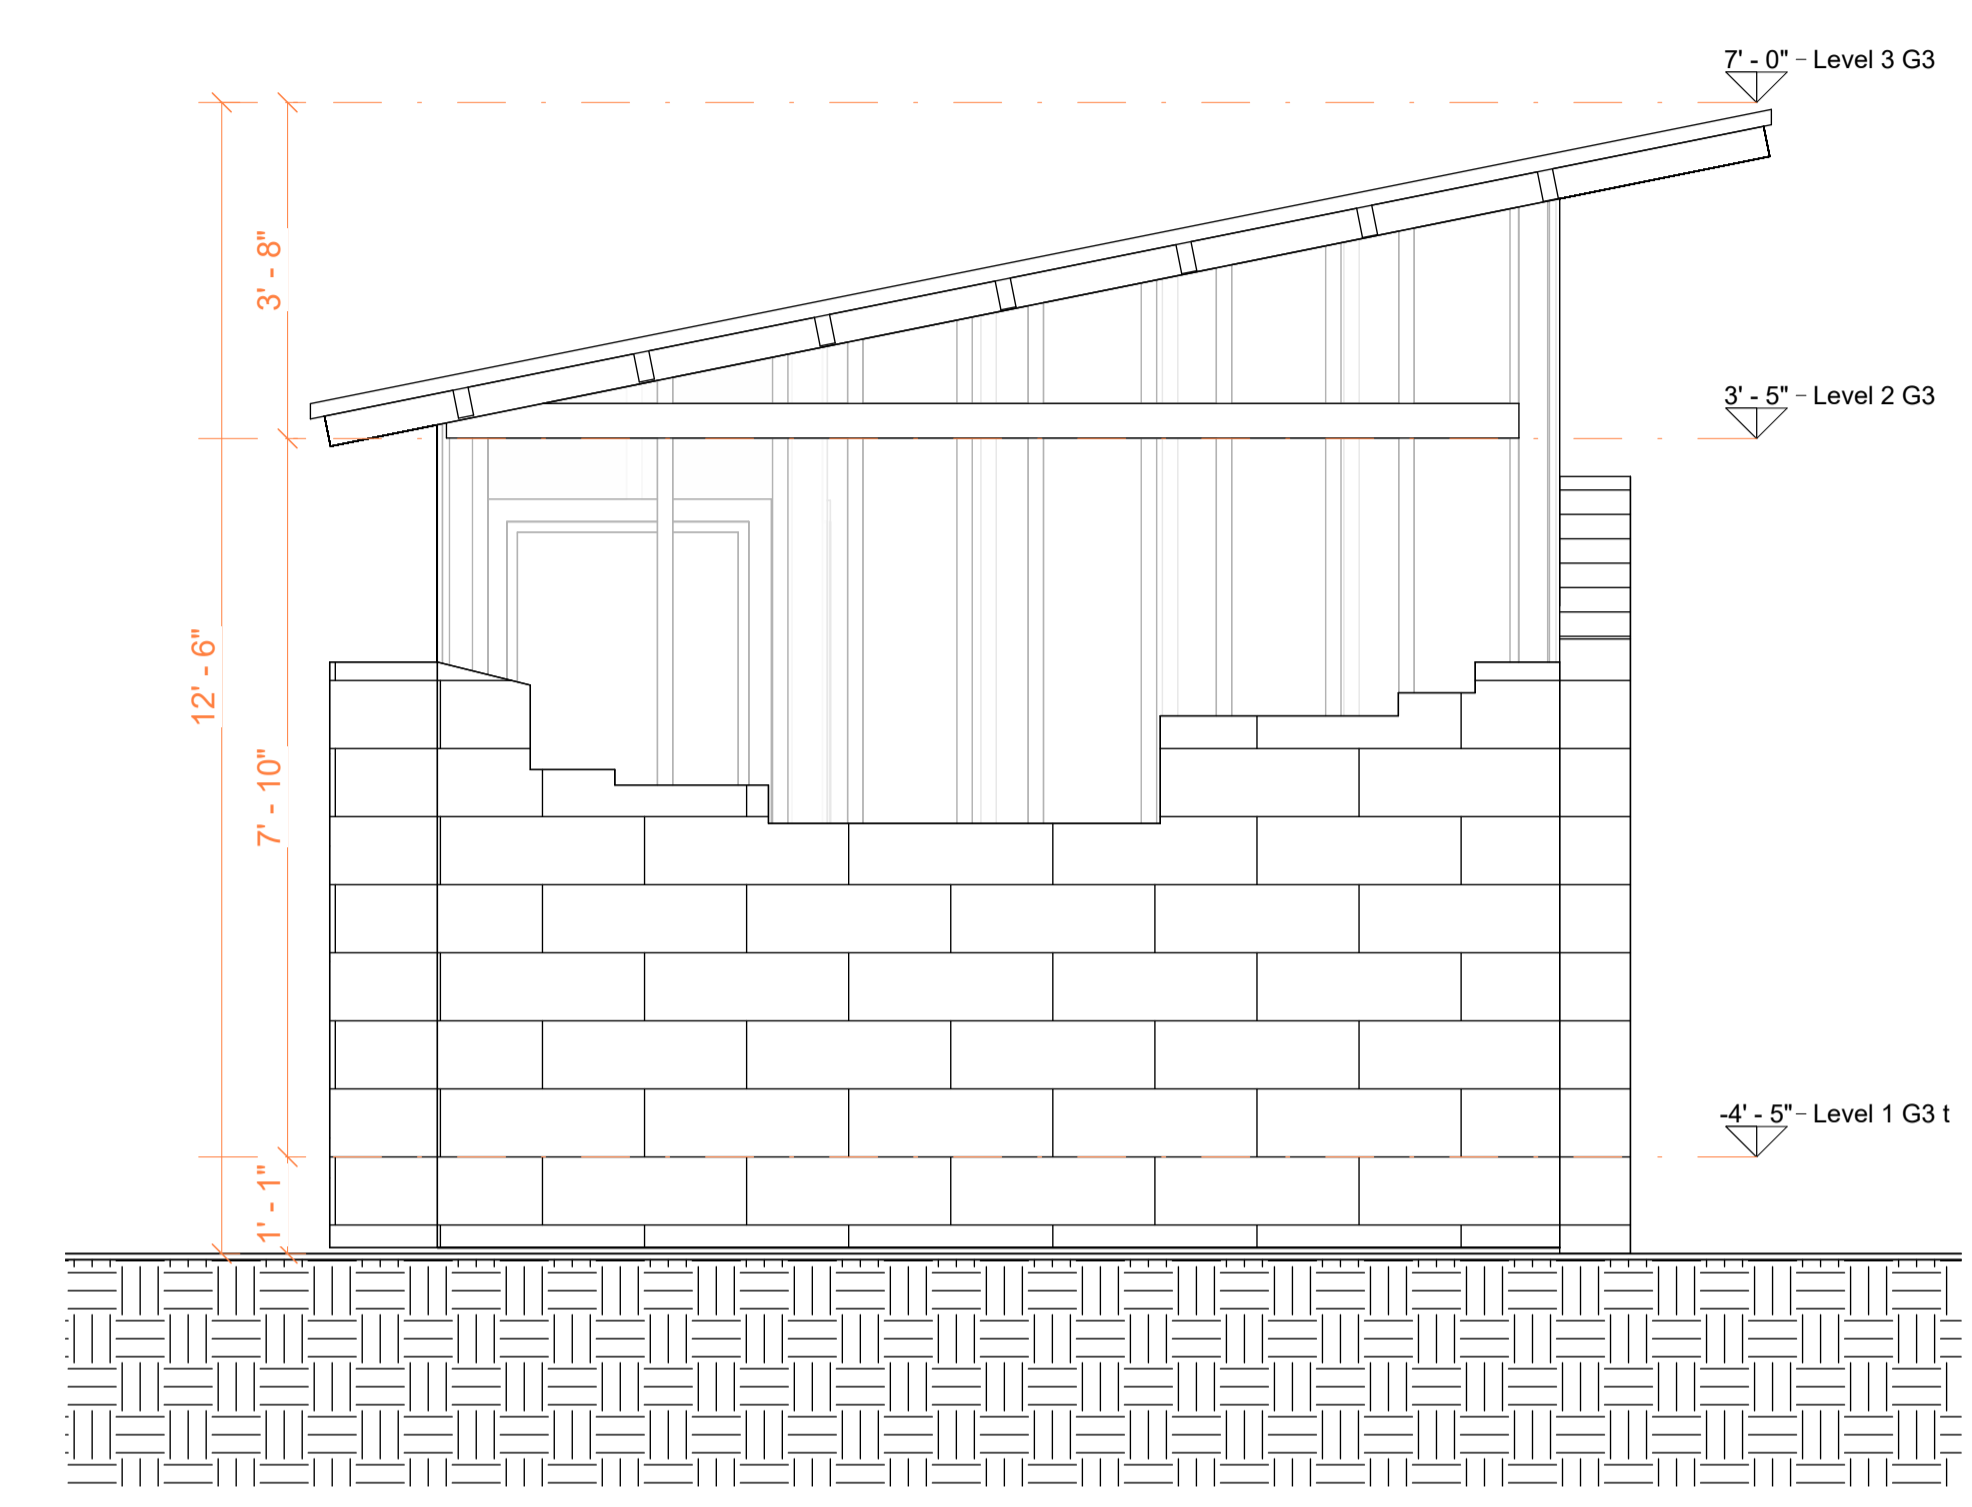 7' - 0" – Level 3 G3
3' - 8"
3' - 5" – Level 2 G3
12' - 6"
7' - 10"
-4' - 5" – Level 1 G3 t
1' - 1"